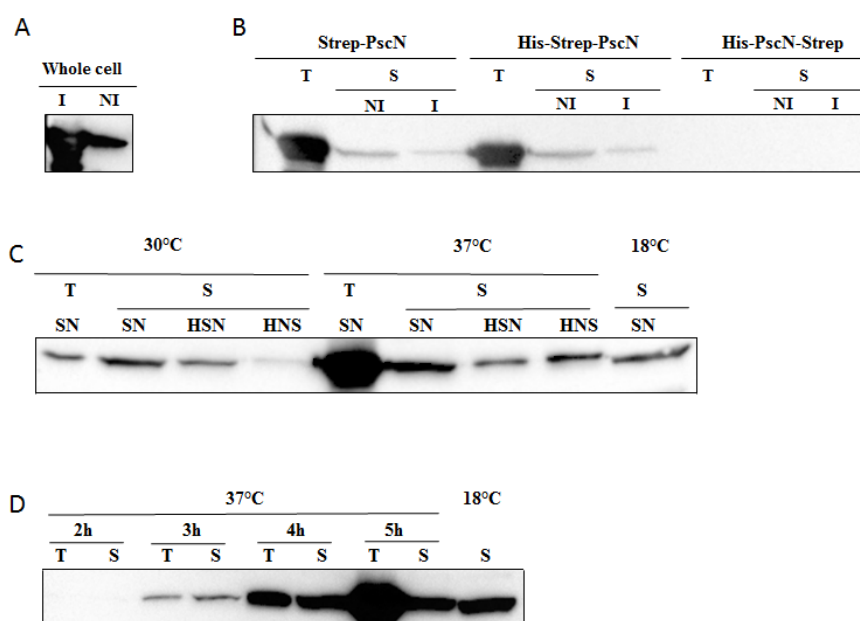 A
Whole cell
I NI
B
Strep-PscN His-Strep-PscN His-PscN-Strep
T S T S T S
NI I NI I NI I
C
30°C 37°C 18°C
T S T S S
SN SN HSN HNS SN SN HSN HNS SN
D
37°C 18°C
2h 3h 4h 5h
T S T S T S T S S